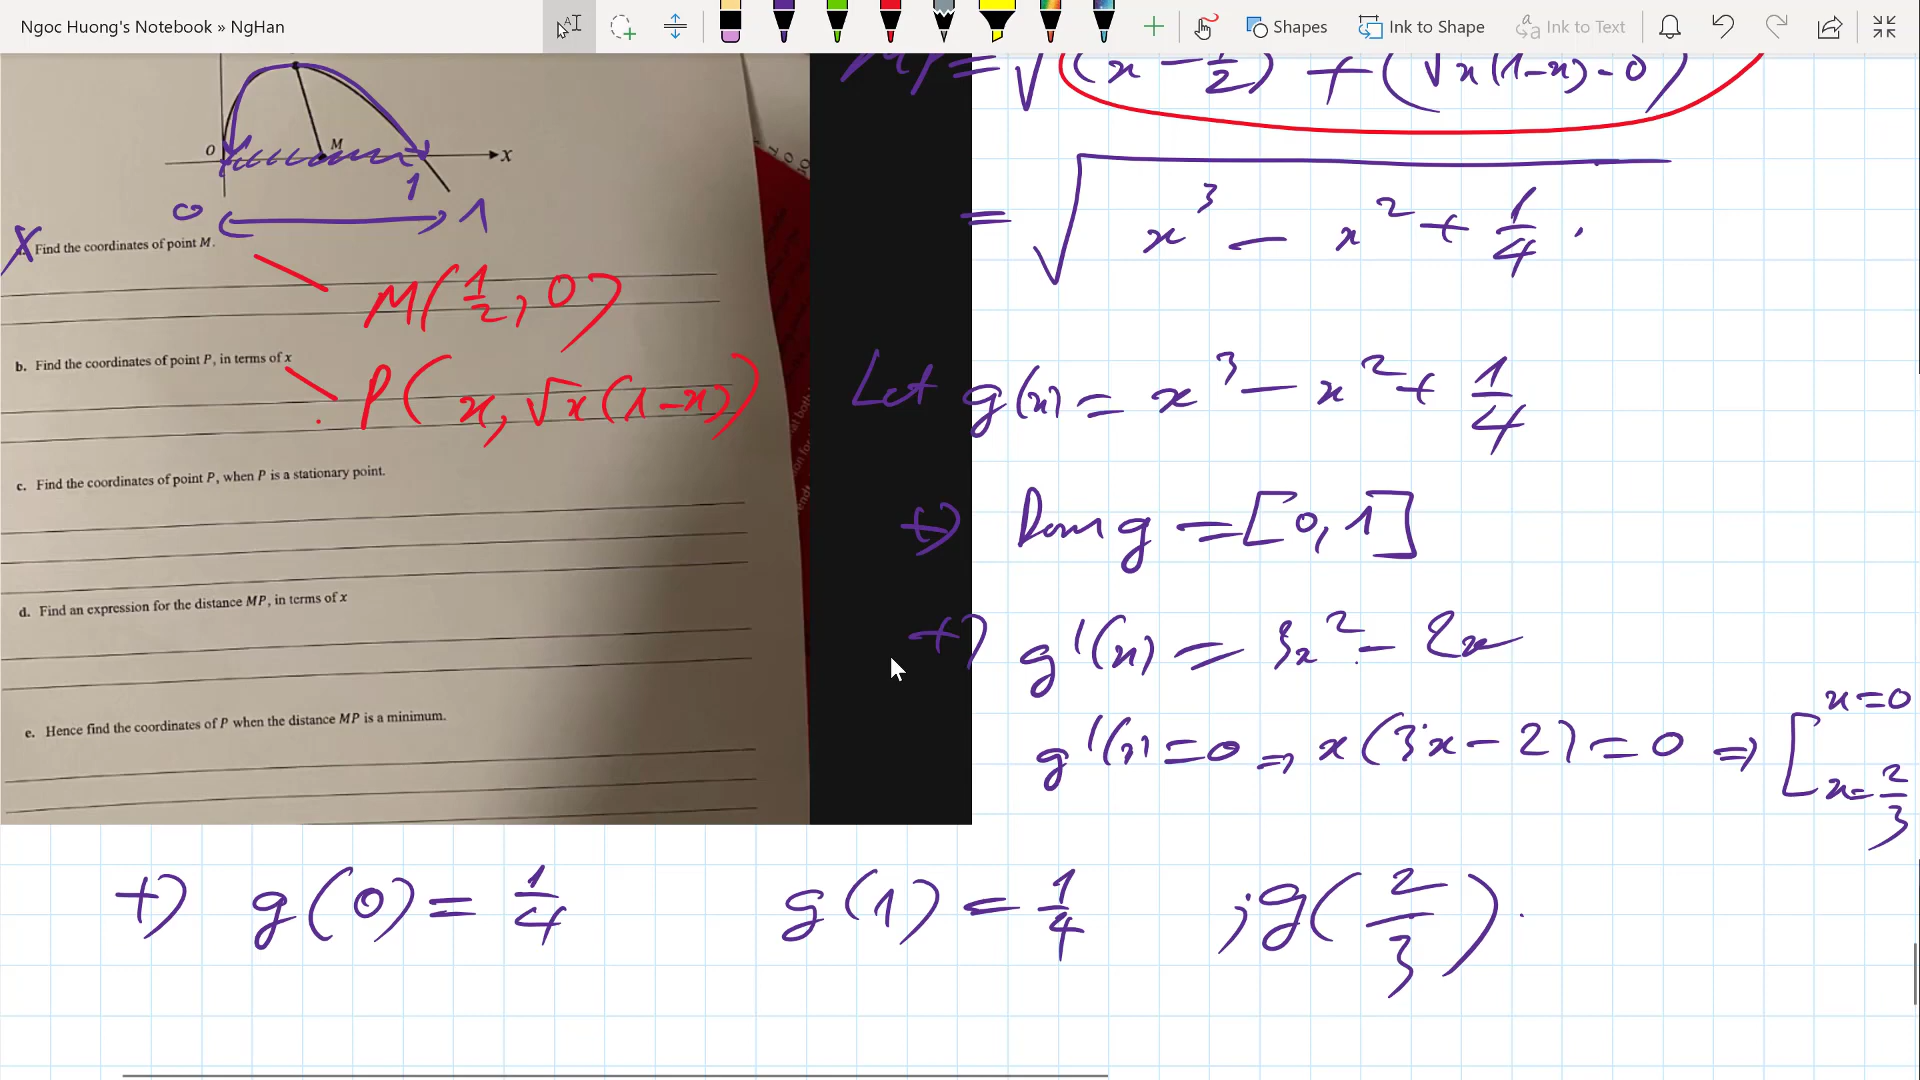 Ngoc Huong's Notebook » NgHan
Shapes
Ink to Shape
Ink to Text
MP = √(x - 1/2) + (√x(1-x) - 0)
= √x³ - x² + 1/4 .
O
M
x
1
0
1
Find the coordinates of point M.
M(1/2, 0)
b. Find the coordinates of point P, in terms of x
P(x, √x(1-x))
c. Find the coordinates of point P, when P is a stationary point.
d. Find an expression for the distance MP, in terms of x
e. Hence find the coordinates of P when the distance MP is a minimum.
Let g(x) = x³ - x² + 1/4
+) Dom g = [0, 1]
+) g'(x) = 3x² - 2x
g'(x) = 0 ⇒ x(3x - 2) = 0 ⇒ [ x = 0
x = 2/3
+) g(0) = 1/4 g(1) = 1/4 ; g(2/3) .